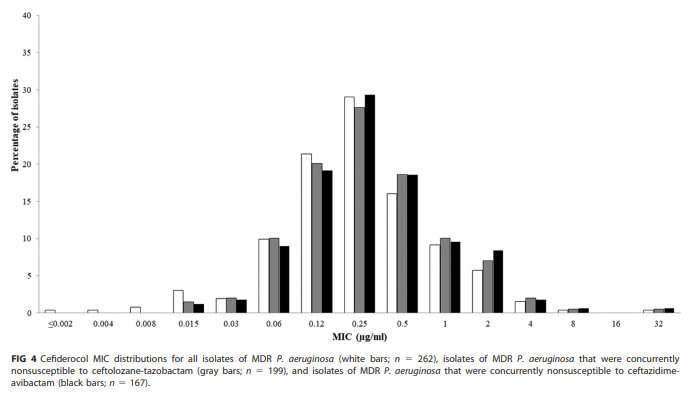 40
35
30
25
20
15
10
5
0
Percentage of isolates
≤0.002 0.004 0.008 0.015 0.03 0.06 0.12 0.25 0.5 1 2 4 8 16 32
MIC (µg/ml)
FIG 4 Cefiderocol MIC distributions for all isolates of MDR P. aeruginosa (white bars; n = 262), isolates of MDR P. aeruginosa that were concurrently
nonsusceptible to ceftolozane-tazobactam (gray bars; n = 199), and isolates of MDR P. aeruginosa that were concurrently nonsusceptible to ceftazidime-
avibactam (black bars; n = 167).